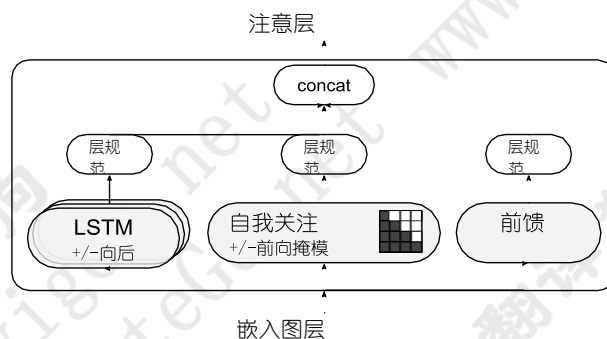 注意层
concat
层规
范
层规
范
层规
范
LSTM
+/-向后
自我关注
+/-前向掩模
前馈
嵌入图层